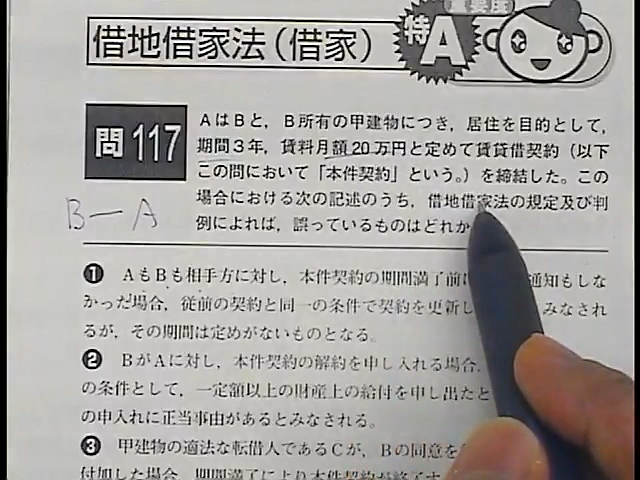 重要度
借地借家法（借家）
特A
問117
AはBと，B所有の甲建物につき，居住を目的として，
期間3年，賃料月額20万円と定めて賃貸借契約（以下
この問において「本件契約」という。）を締結した。この
場合における次の記述のうち，借地借家法の規定及び判
例によれば，誤っているものはどれか
B—A
❶ AもBも相手方に対し，本件契約の期間満了前に 通知もしな
かった場合，従前の契約と同一の条件で契約を更新し みなされ
るが，その期間は定めがないものとなる。
❷ BがAに対し，本件契約の解約を申し入れる場合，
の条件として，一定額以上の財産上の給付を申し出たと
の申入れに正当事由があるとみなされる。
❸ 甲建物の適法な転借人であるCが，Bの同意を
付加した場合，期間満了により本件契約が終了す